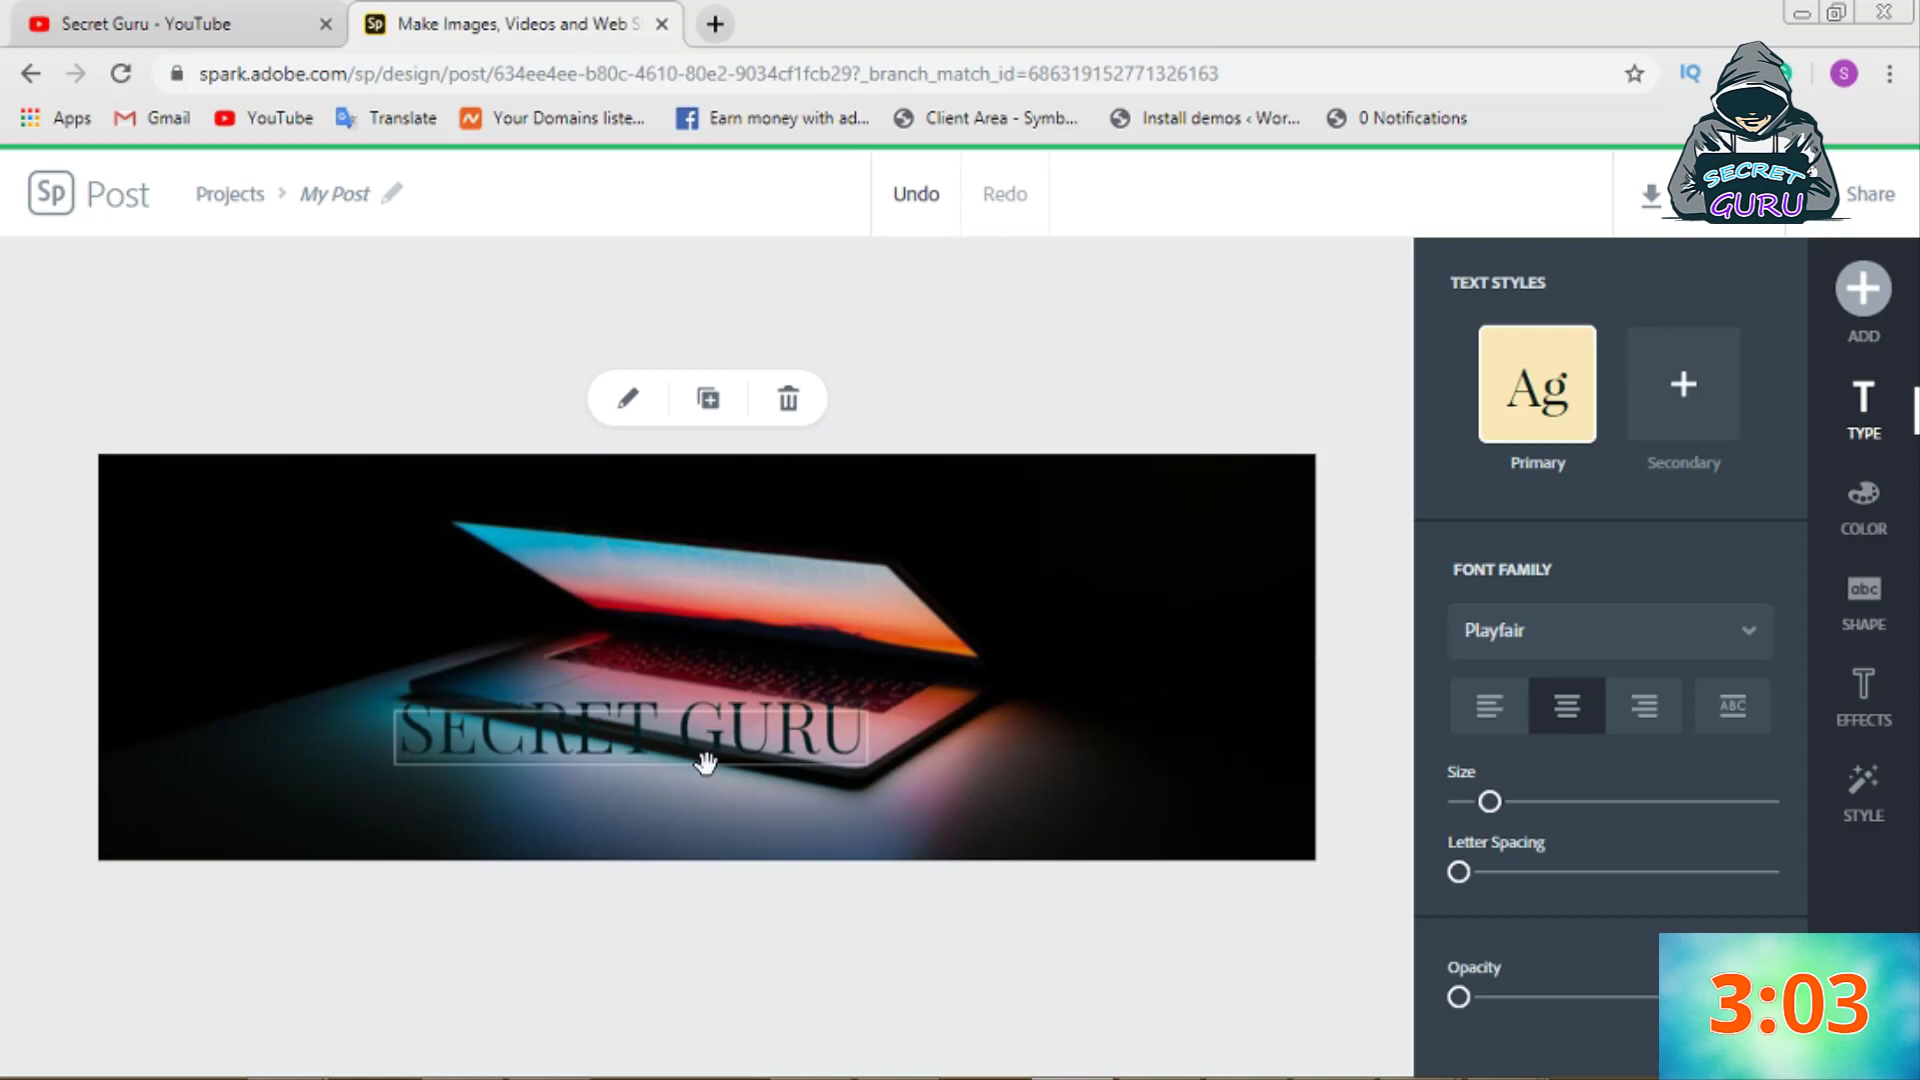 Secret Guru - YouTube
Make Images, Videos and Web S
spark.adobe.com/sp/design/post/634ee4ee-b80c-4610-80e2-9034cf1fcb29?_branch_match_id=686319152771326163
IQ
S
Apps
Gmail
YouTube
Translate
Your Domains liste...
Earn money with ad...
Client Area - Symb...
Install demos ‹ Wor...
0 Notifications
SECRET
GURU
Sp Post
Projects > My Post
Undo
Redo
Share
TEXT STYLES
Ag
Primary
Secondary
ADD
TYPE
COLOR
abc
SHAPE
EFFECTS
STYLE
FONT FAMILY
Playfair
ABC
Size
Letter Spacing
Opacity
SECRET GURU
3:03